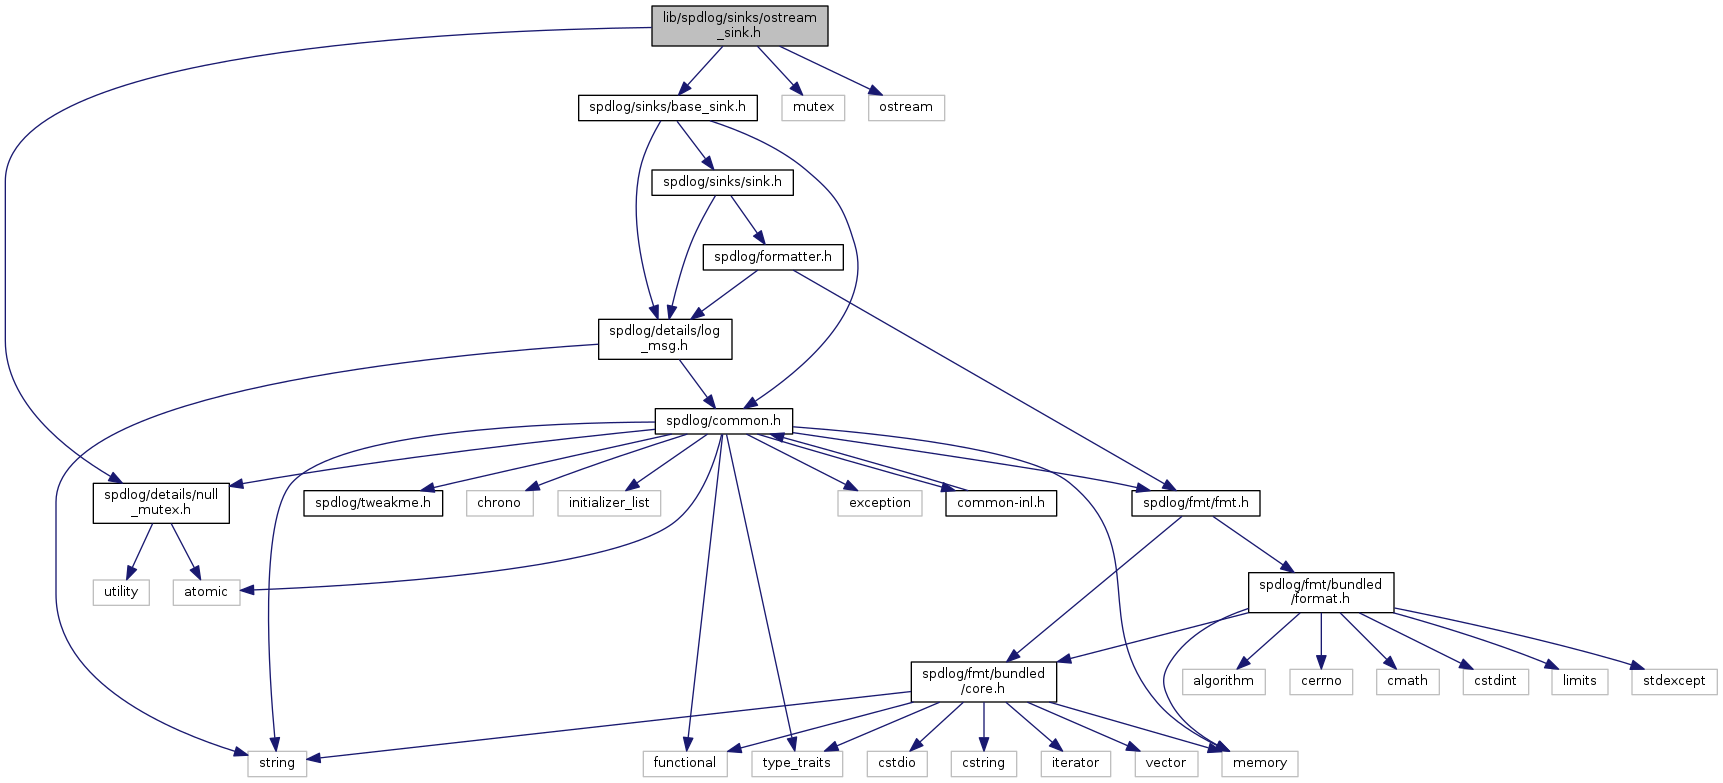 lib/spdlog/sinks/ostream
_sink.h
spdlog/sinks/base_sink.h
mutex
ostream
spdlog/sinks/sink.h
spdlog/formatter.h
spdlog/details/log
_msg.h
spdlog/common.h
spdlog/details/null
_mutex.h
spdlog/tweakme.h
chrono
initializer_list
exception
common-inl.h
spdlog/fmt/fmt.h
utility
atomic
spdlog/fmt/bundled
/format.h
spdlog/fmt/bundled
/core.h
algorithm
cerrno
cmath
cstdint
limits
stdexcept
string
functional
type_traits
cstdio
cstring
iterator
vector
memory